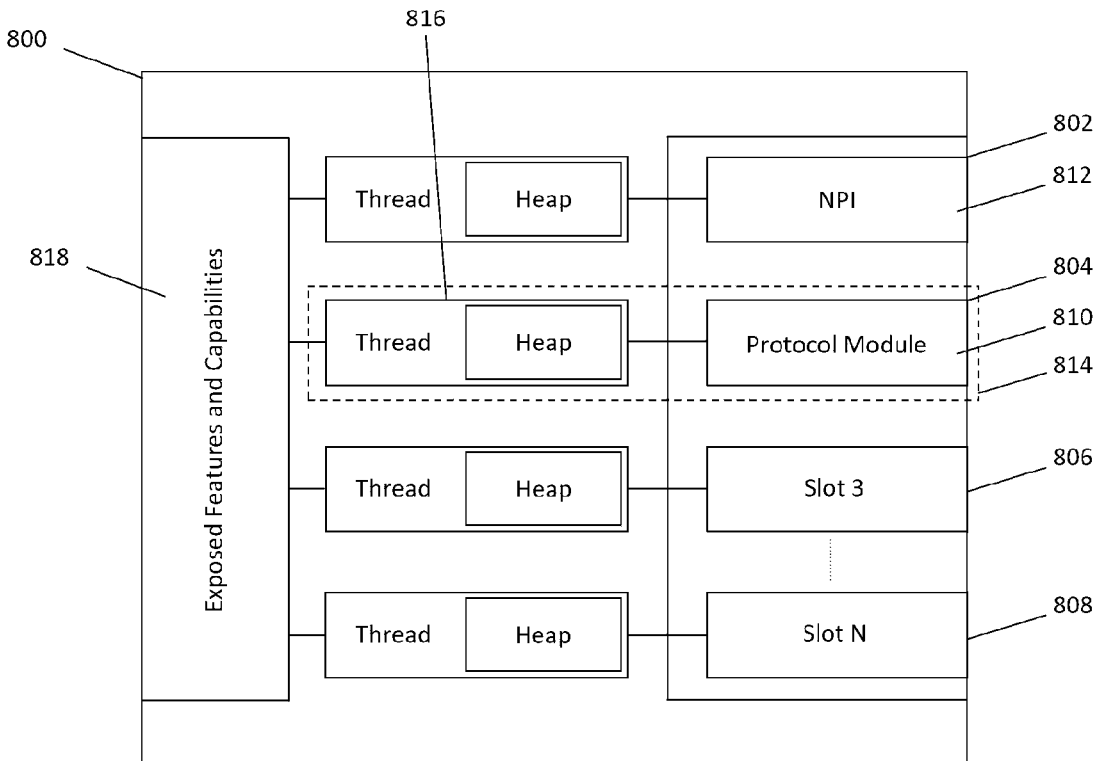 816
800
802
Thread Heap NPI
812
818
804
Thread Heap Protocol Module
810
814
Exposed Features and Capabilities
806
Thread Heap Slot 3
808
Thread Heap Slot N